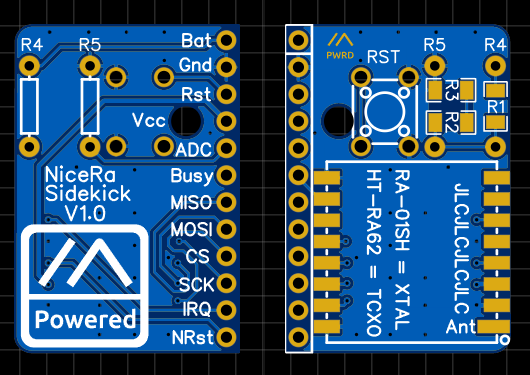 Bat
R4 R5
Gnd
Rst
Vcc
ADC
NiceRa
Sidekick
V1.0
Busy
MISO
MOSI
CS
SCK
IRQ
NRst
Powered
PWRD
RST
R5
R4
R3
R1
R2
RA-01SH = XTAL
HT-RA62 = TCXO
JLCJLCJLCJLC
Ant